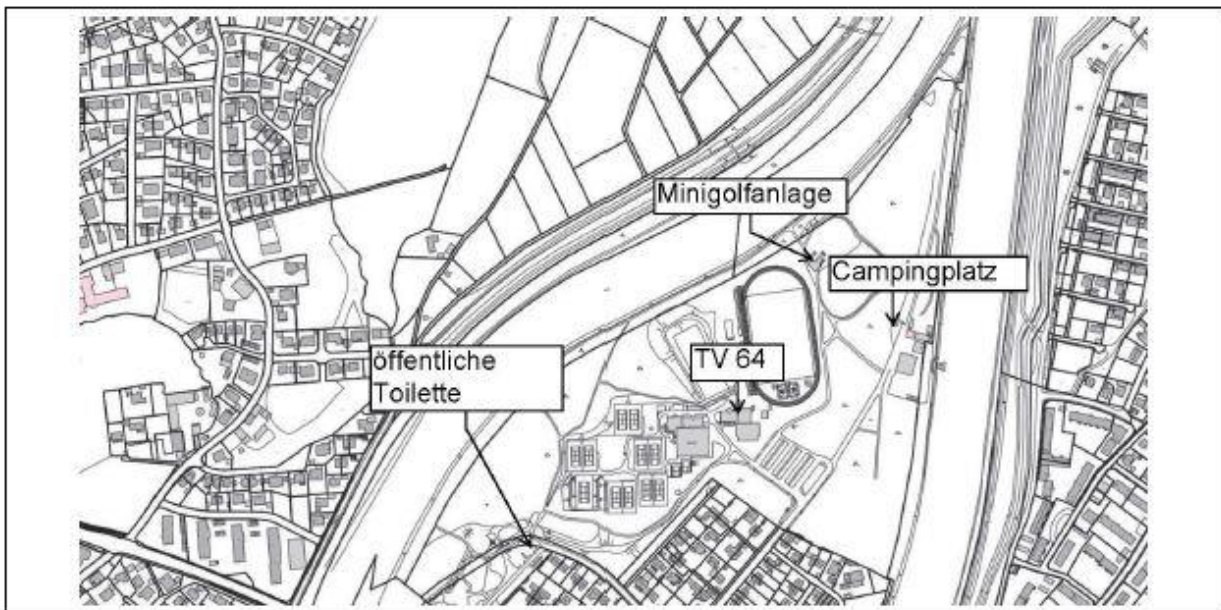 Minigolfanlage
Campingplatz
TV 64
öffentliche
Toilette